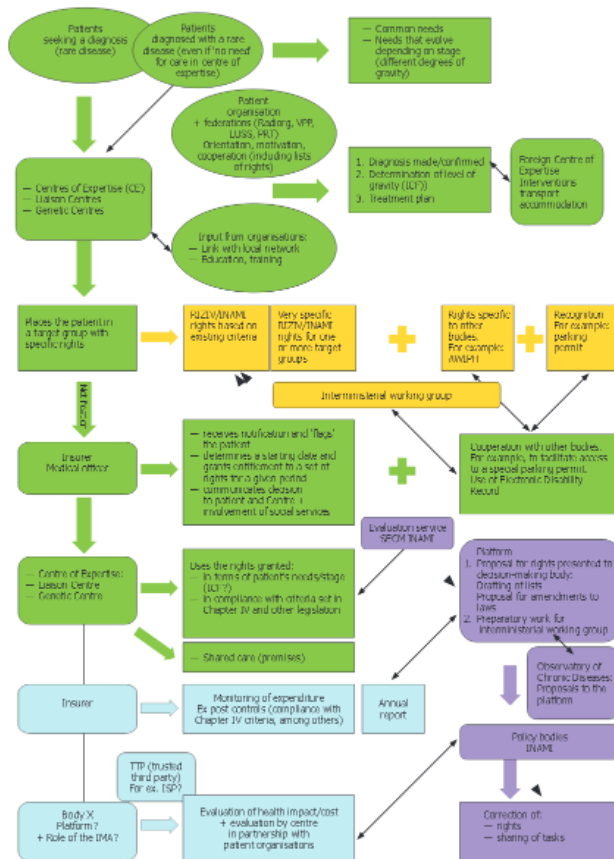 Patients
seeking a diagnosis
(rare disease)
Patients
diagnosed with a rare
disease (even if no need
for care in centre of
expertise)
— Common needs
— Needs that evolve
depending on stage
(different degrees of
gravity)
Patient
organisation
+ federations (Radiorg, VPP,
LUSS, PRT)
Orientation, motivation,
cooperation (including lists
of rights)
— Centres of Expertise (CE)
— Liaison Centres
— Genetic Centres
1. Diagnosis made/confirmed
2. Determination of level of
gravity (ICF))
3. Treatment plan
Foreign Centre of
Expertise
Interventions
transport
accommodation
Input from organisations:
— Link with local network
— Education, training
Places the patient in
a target group with
specific rights
RIZIV/INAMI
rights based on
existing criteria
Very specific
RIZIV/INAMI
rights for one
or more target
groups
Rights specific
to other
bodies.
For example:
AWIPH
Recognition
For example:
parking
permit
Interministerial working group
Notification
Insurer
Medical officer
— receives notification and 'flags'
the patient
— determines a starting date and
grants entitlement to a set of
rights for a given period
— communicates decision
to patient and Centre +
involvement of social services
Cooperation with other bodies.
For example, to facilitate access
to a special parking permit.
Use of Electronic Disability
Record
Evaluation service
SECM INAMI
— Centre of Expertise:
— Liaison Centre
— Genetic Centre
Uses the rights granted:
— in terms of patient's needs/stage
(ICF?)
— in compliance with criteria set in
Chapter IV and other legislation
Platform
1. Proposal for rights presented to
decision-making body:
Drafting of lists
Proposal for amendments to
laws
2. Preparatory work for
interministerial working group
— Shared care (premises)
Observatory of
Chronic Diseases:
Proposals to the
platform
Insurer
Monitoring of expenditure
Ex post controls (compliance with
Chapter IV criteria, among others)
Annual
report
Policy bodies
INAMI
TTP (trusted
third party)
For ex. ISP?
Body X
Platform?
+ Role of the IMA?
Evaluation of health impact/cost
+ evaluation by centre
in partnership with
patient organisations
Correction of:
— rights
— sharing of tasks